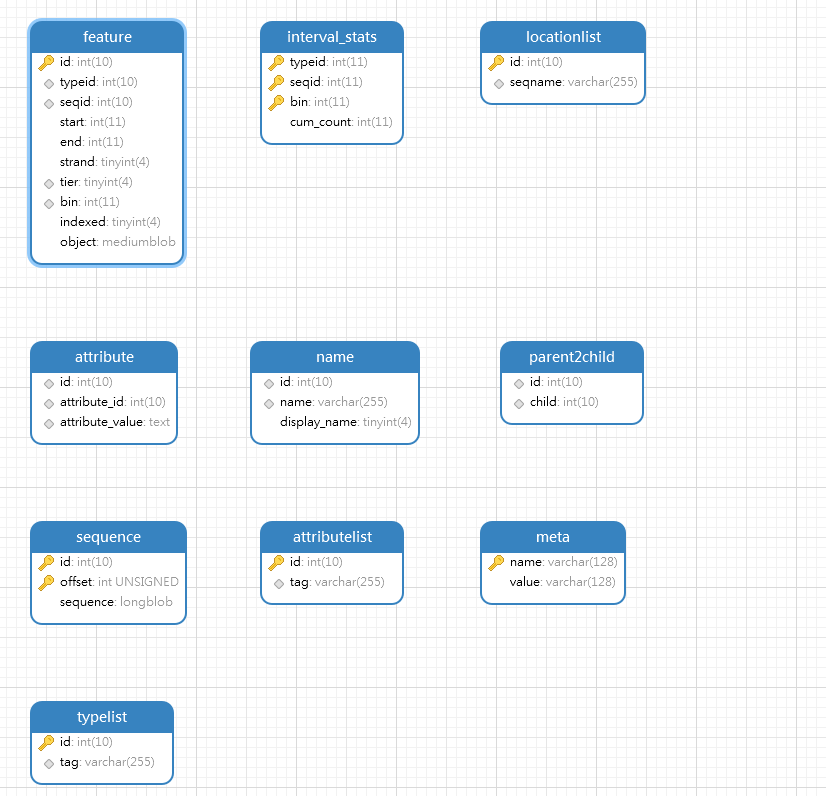 feature
id: int(10)
typeid: int(10)
seqid: int(10)
start: int(11)
end: int(11)
strand: tinyint(4)
tier: tinyint(4)
bin: int(11)
indexed: tinyint(4)
object: mediumblob
interval_stats
typeid: int(11)
seqid: int(11)
bin: int(11)
cum_count: int(11)
locationlist
id: int(10)
seqname: varchar(255)
attribute
id: int(10)
attribute_id: int(10)
attribute_value: text
name
id: int(10)
name: varchar(255)
display_name: tinyint(4)
parent2child
id: int(10)
child: int(10)
sequence
id: int(10)
offset: int UNSIGNED
sequence: longblob
attributelist
id: int(10)
tag: varchar(255)
meta
name: varchar(128)
value: varchar(128)
typelist
id: int(10)
tag: varchar(255)